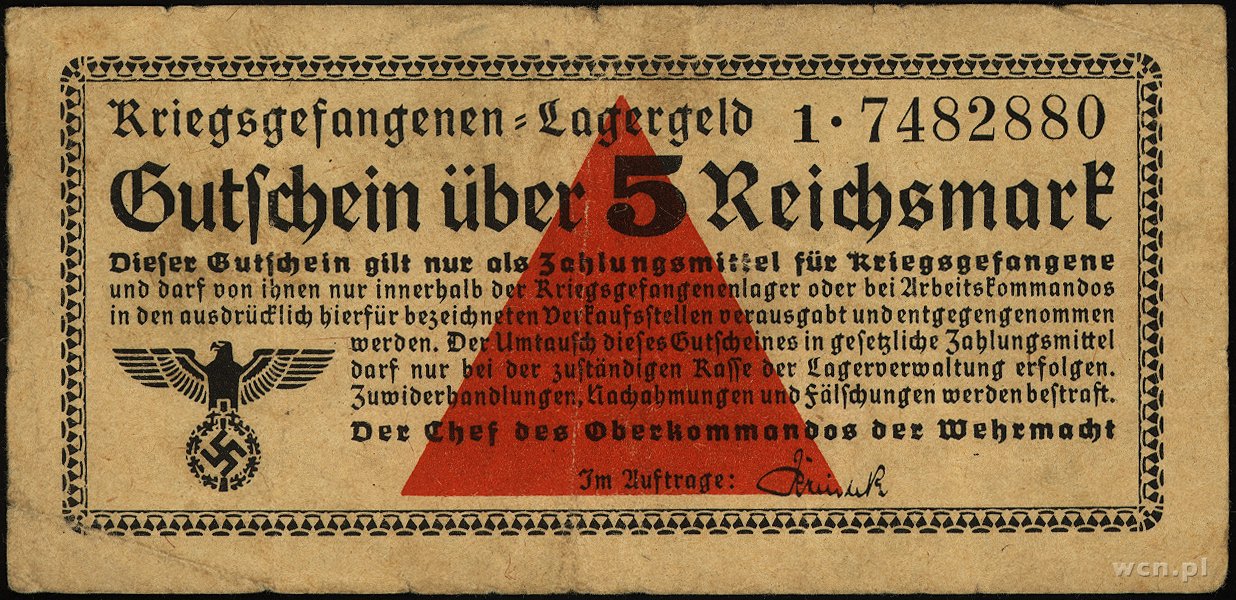 Kriegsgefangenen-Lagergeld 1·7482880
Gutschein über 5 Reichsmark
Dieser Gutschein gilt nur als Zahlungsmittel für Kriegsgefangene
und darf von ihnen nur innerhalb der Kriegsgefangenenlager oder bei Arbeitskommandos
in den ausdrücklich hierfür bezeichneten Verkaufsstellen verausgabt und entgegengenommen
werden. Der Umtausch dieses Gutscheines in gesetzliche Zahlungsmittel
darf nur bei der zuständigen Kasse der Lagerverwaltung erfolgen.
Zuwiderhandlungen, Nachahmungen und Fälschungen werden bestraft.
Der Chef des Oberkommandos der Wehrmacht
Im Auftrage:
wcn.pl